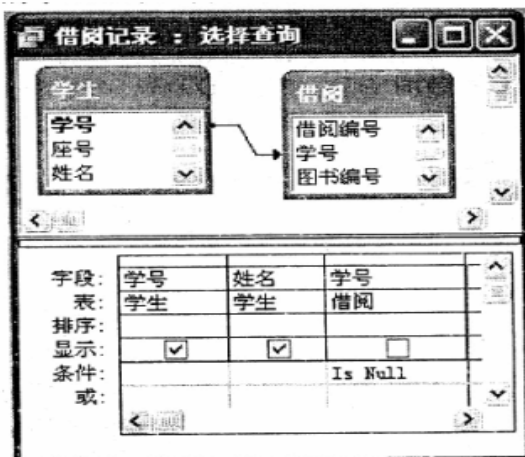 借阅记录 : 选择查询
学生
学号
座号
姓名
借阅
借阅编号
学号
图书编号
字段: 学号 姓名 学号
表: 学生 学生 借阅
排序:
显示:
条件: Is Null
或: